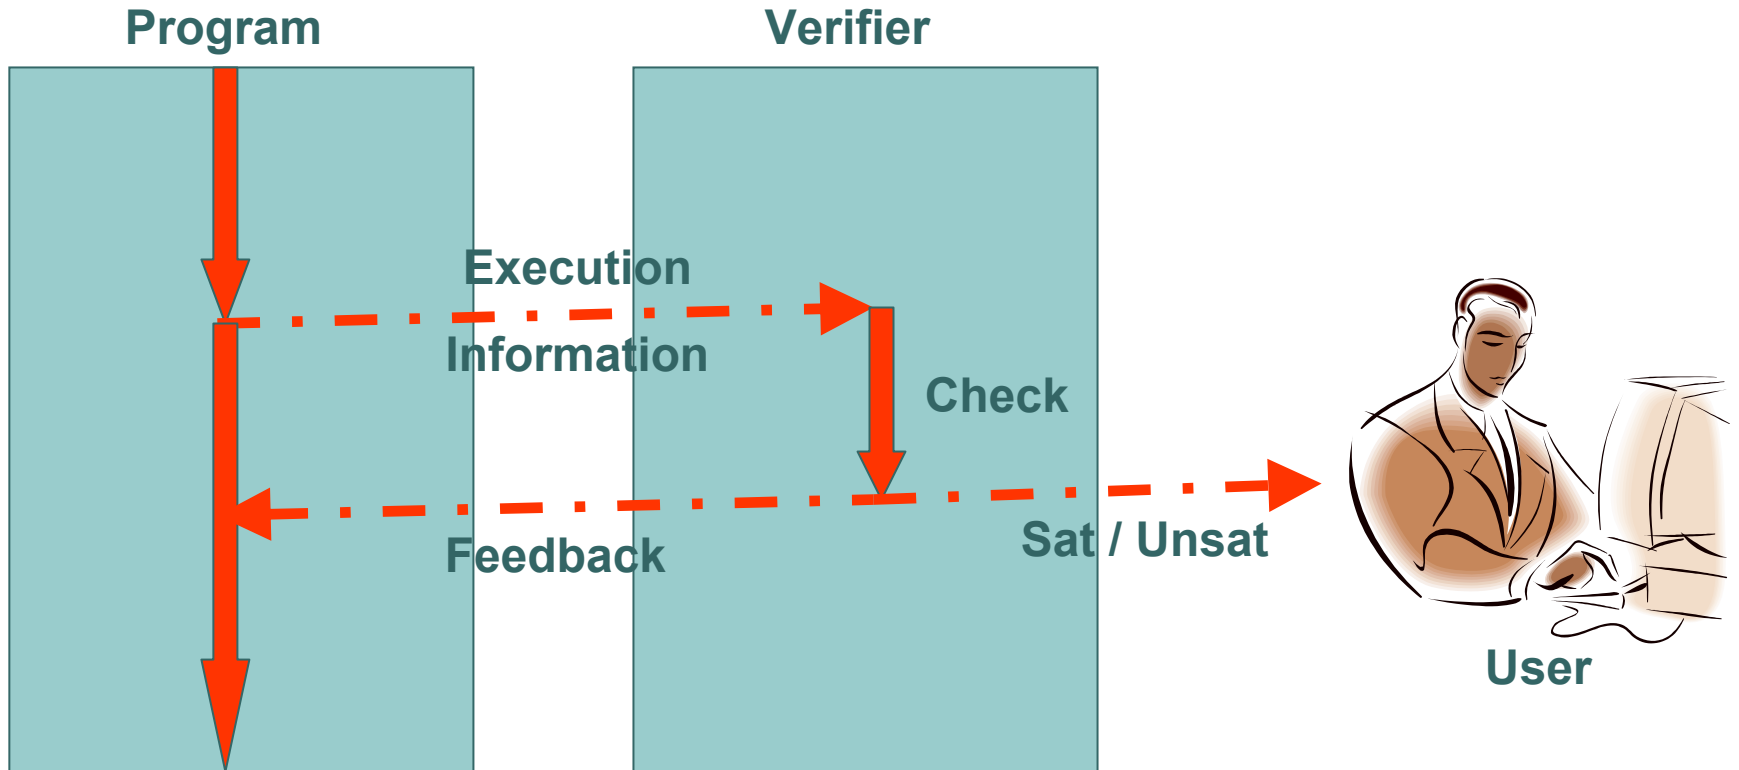 Program
Verifier
Execution
Information
Check
Feedback
Sat / Unsat
User